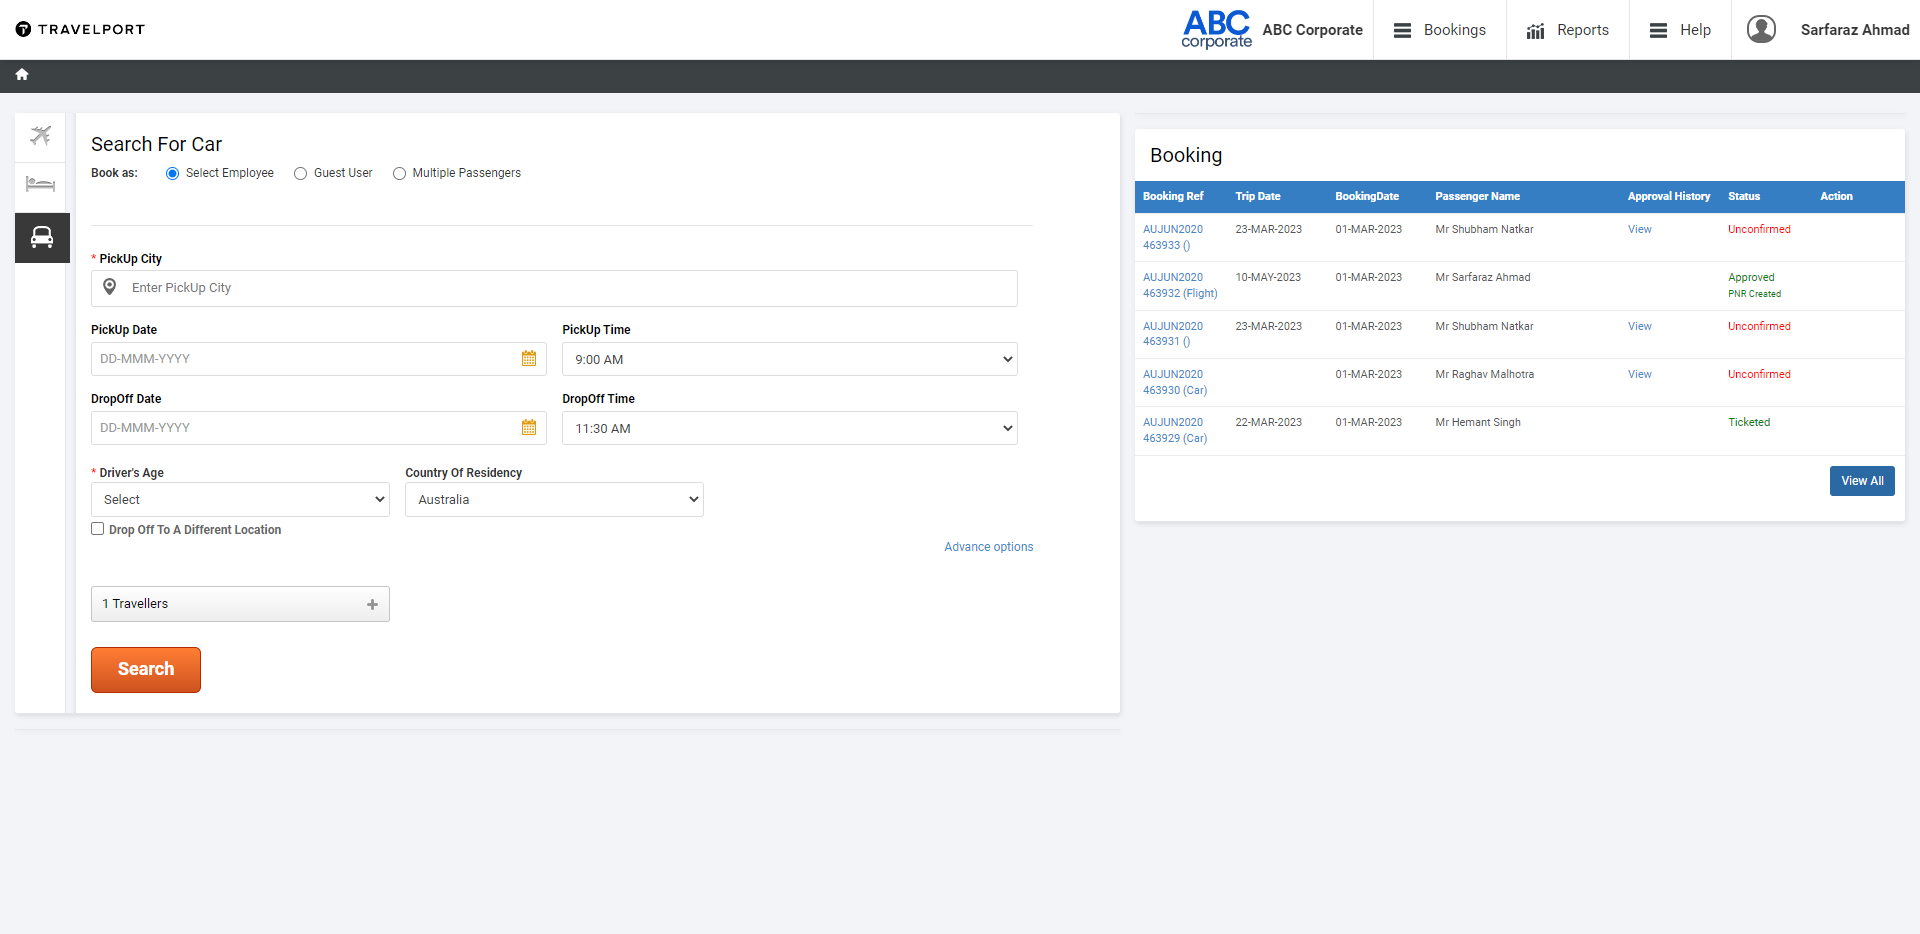 TRAVELPORT
ABC
corporate
ABC Corporate
Bookings
Reports
Help
Sarfaraz Ahmad
Search For Car
Book as: Select Employee Guest User Multiple Passengers
* PickUp City
Enter PickUp City
PickUp Date PickUp Time
DD-MMM-YYYY 9:00 AM
DropOff Date DropOff Time
DD-MMM-YYYY 11:30 AM
* Driver's Age Country Of Residency
Select Australia
Drop Off To A Different Location
Advance options
1 Travellers
Search
Booking
Booking Ref Trip Date BookingDate Passenger Name Approval History Status Action
AUJUN2020 23-MAR-2023 01-MAR-2023 Mr Shubham Natkar View Unconfirmed
463933 ()
AUJUN2020 10-MAY-2023 01-MAR-2023 Mr Sarfaraz Ahmad Approved
463932 (Flight) PNR Created
AUJUN2020 23-MAR-2023 01-MAR-2023 Mr Shubham Natkar View Unconfirmed
463931 ()
AUJUN2020 01-MAR-2023 Mr Raghav Malhotra View Unconfirmed
463930 (Car)
AUJUN2020 22-MAR-2023 01-MAR-2023 Mr Hemant Singh Ticketed
463929 (Car)
View All